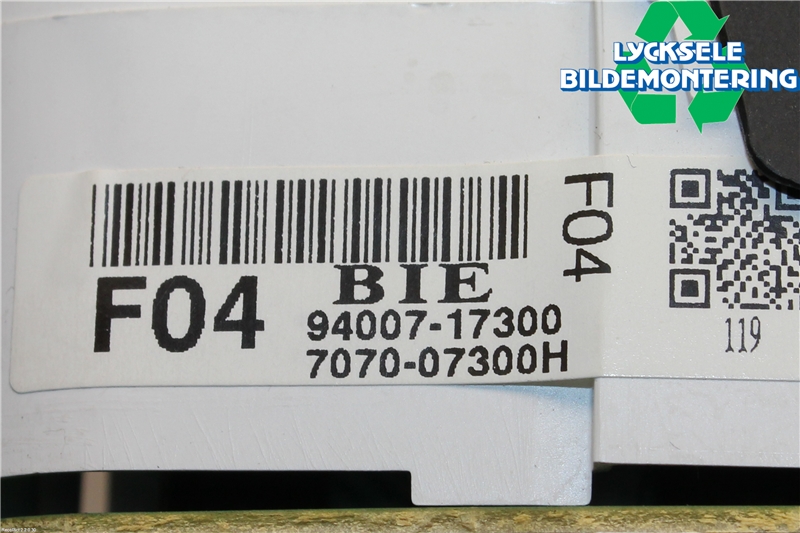 LYCKSELE
BILDEMONTERING
F04
BIE
94007-17300
7070-07300H
F04
119